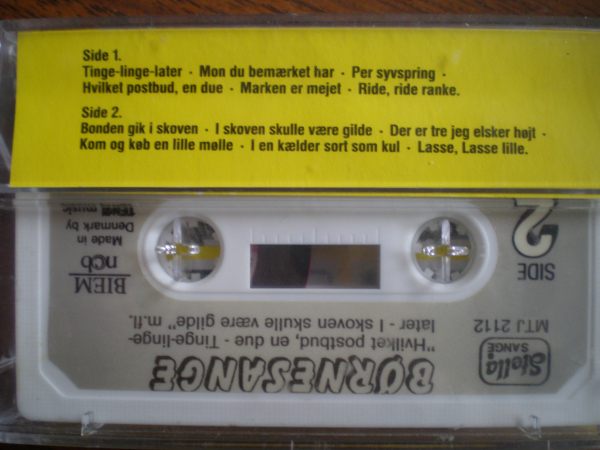 Side 1.
Tinge-linge-later · Mon du bemærket har · Per syvspring ·
Hvilket postbud, en due · Marken er mejet · Ride, ride ranke.
Side 2.
Bonden gik i skoven · I skoven skulle være gilde · Der er tre jeg elsker højt ·
Kom og køb en lille mølle · I en kælder sort som kul · Lasse, Lasse lille.
BØRNESANGE
"Hvilket postbud, en due - Tinge-linge-
later - I skoven skulle være gilde" m.fl.
Stella
SANGE
MTJ 2112
SIDE
2
BIEM
ncb
Made in
Denmark by
music